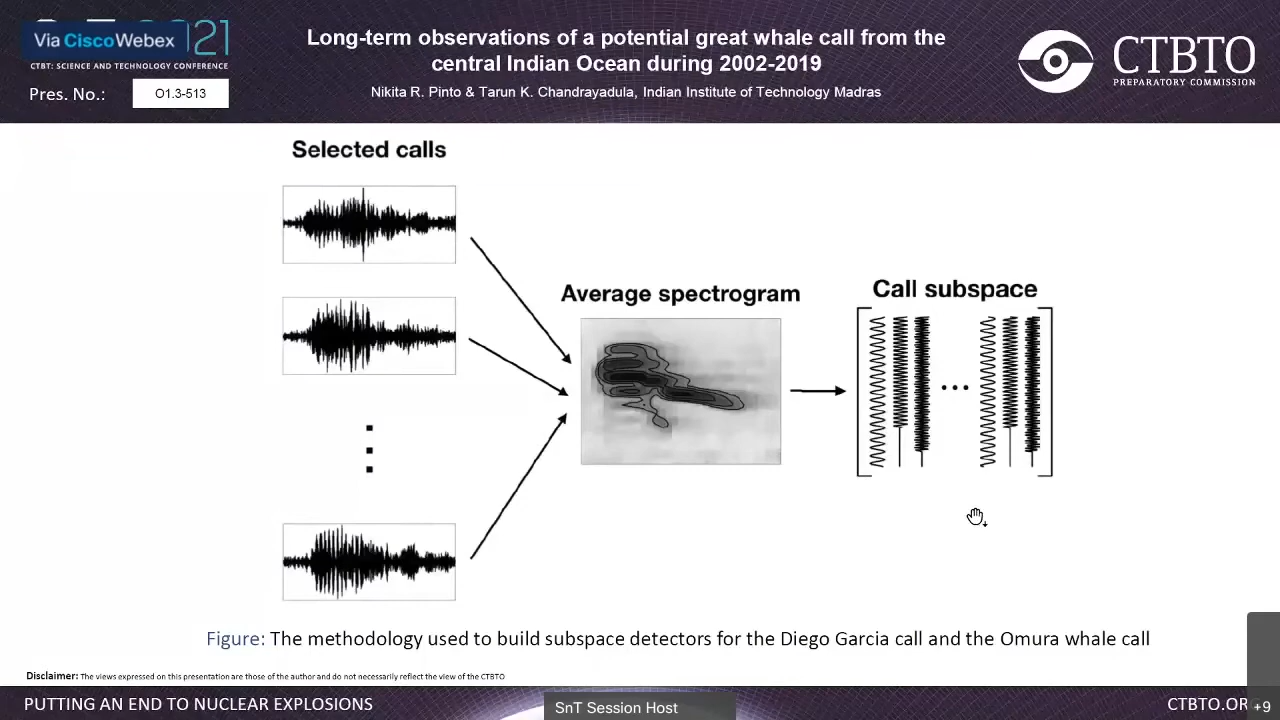 Via Cisco Webex
21
CTBT: SCIENCE AND TECHNOLOGY CONFERENCE
Pres. No.:
O1.3-513
Long-term observations of a potential great whale call from the
central Indian Ocean during 2002-2019
Nikita R. Pinto & Tarun K. Chandrayadula, Indian Institute of Technology Madras
CTBTO
PREPARATORY COMMISSION
Selected calls
Average spectrogram
Call subspace
Figure: The methodology used to build subspace detectors for the Diego Garcia call and the Omura whale call
Disclaimer: The views expressed on this presentation are those of the author and do not necessarily reflect the view of the CTBTO
PUTTING AN END TO NUCLEAR EXPLOSIONS
SnT Session Host
CTBTO.OR
+9